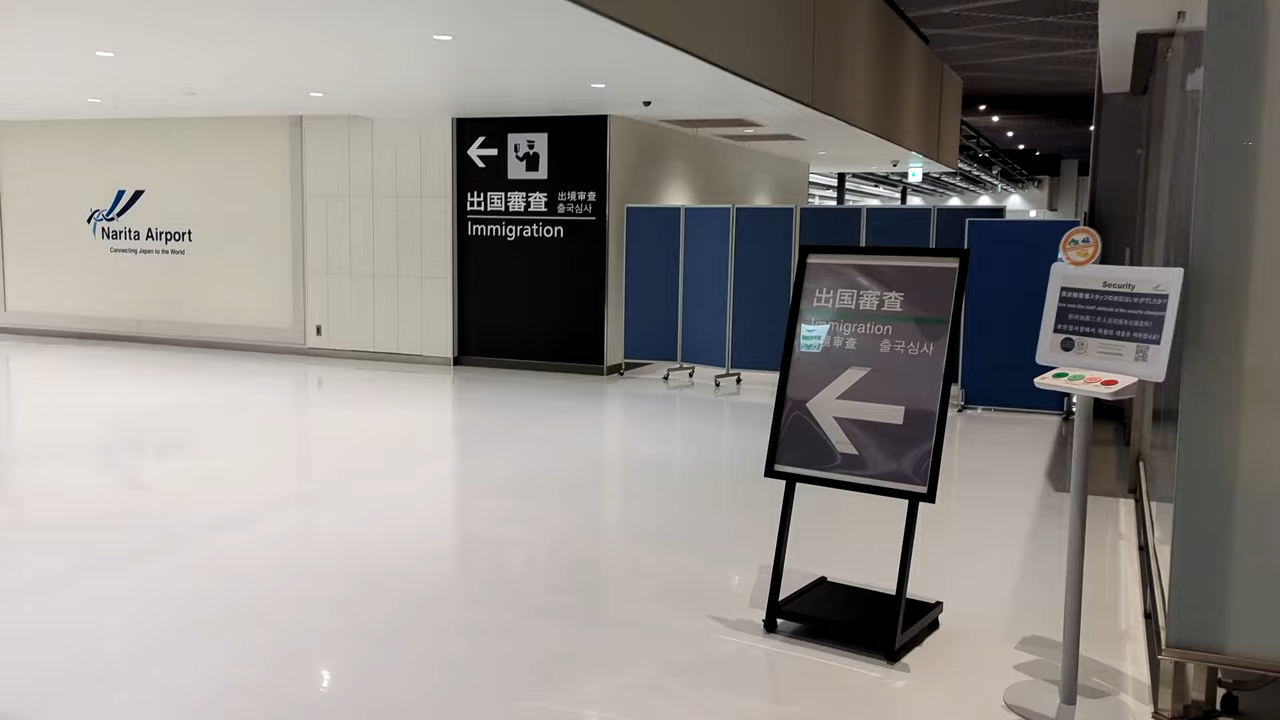 Narita Airport
Connecting Japan to the World
出国審査
出境审查
출국심사
Immigration
出国審査
Immigration
境审查 출국심사
Security